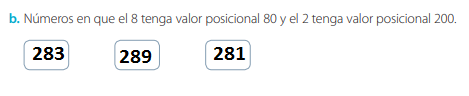 b. Números en que el 8 tenga valor posicional 80 y el 2 tenga valor posicional 200.
283 289 281